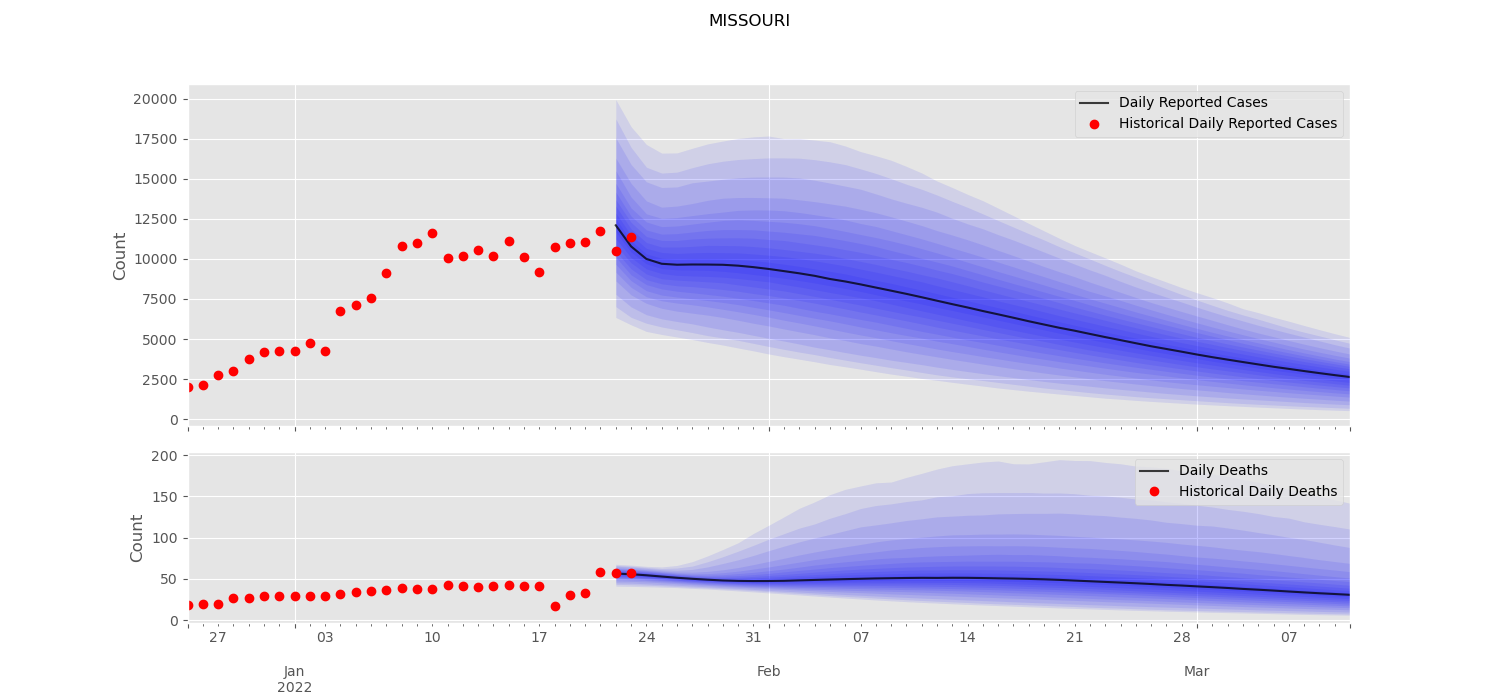 MISSOURI
20000
17500
15000
12500
10000
7500
5000
2500
0
Count
Daily Reported Cases
Historical Daily Reported Cases
200
150
100
50
0
Count
Daily Deaths
Historical Daily Deaths
27 03 10 17 24 31 07 14 21 28 07
Jan Feb Mar
2022